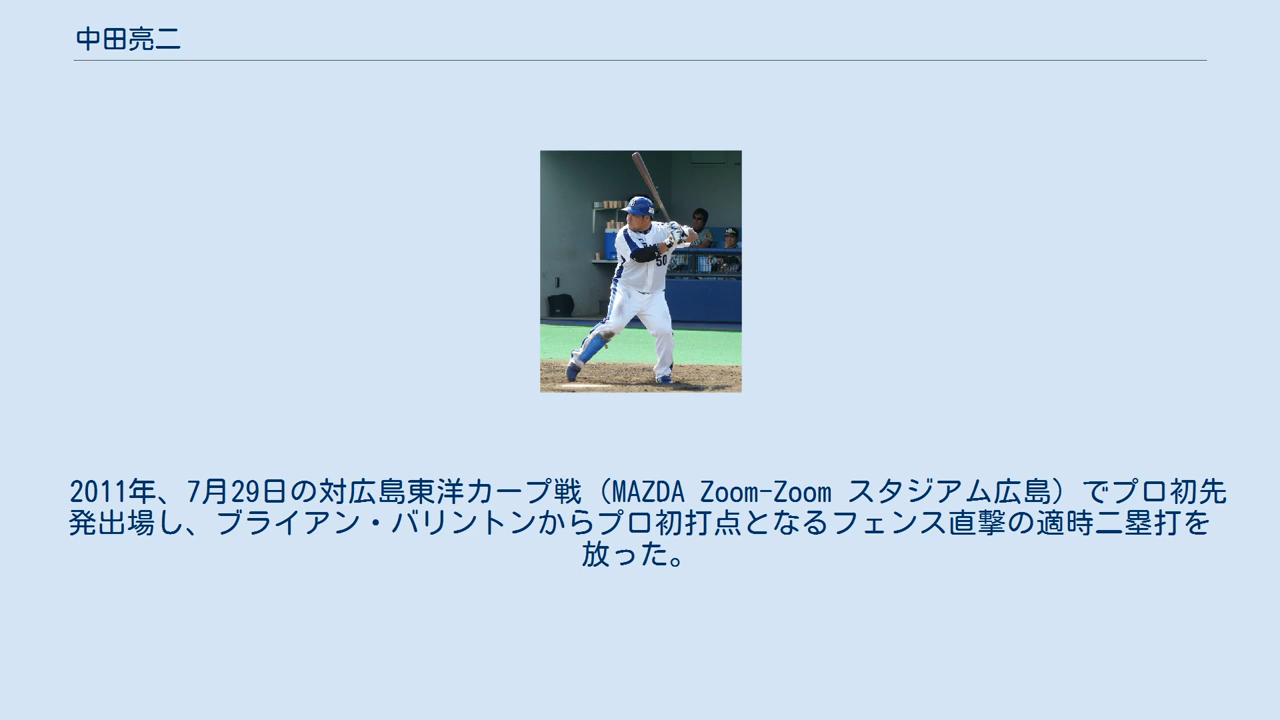 中田亮二
50
2011年、7月29日の対広島東洋カープ戦（MAZDA Zoom-Zoom スタジアム広島）でプロ初先
発出場し、ブライアン・バリントンからプロ初打点となるフェンス直撃の適時二塁打を
放った。